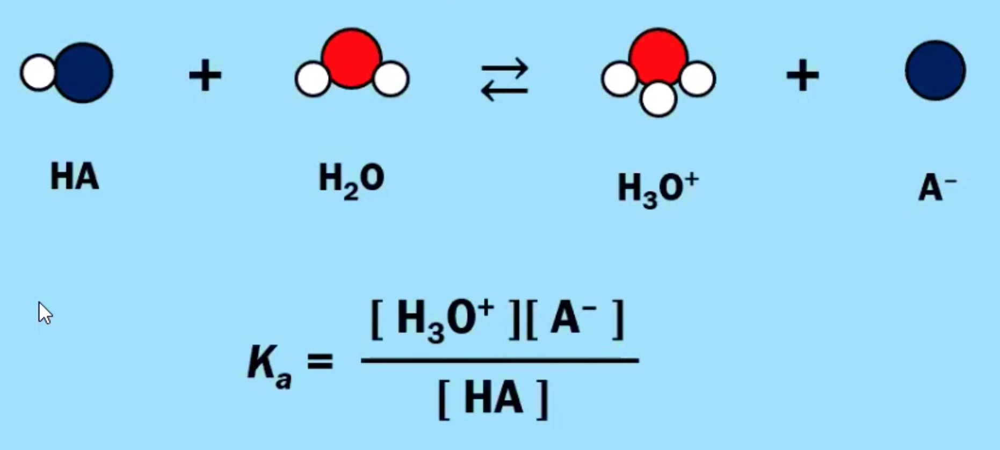 + ⇄ +
HA H₂O H₃O⁺ A⁻
[ H₃O⁺ ][ A⁻ ]
Kₐ =
[ HA ]